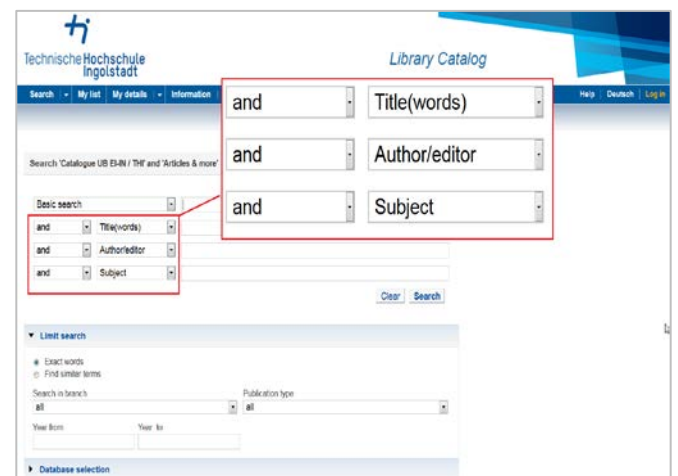 Technische Hochschule
Ingolstadt
Library Catalog
Search My list My details Information
Help Deutsch Log in
and Title(words)
and Author/editor
and Subject
Search 'Catalogue UB EI-IN / THI' and 'Articles & more'
Basic search
and Title(words)
and Author/editor
and Subject
Clear Search
Limit search
Exact words
Find similar terms
Search in branch Publication type
all all
Year from Year to
Database selection